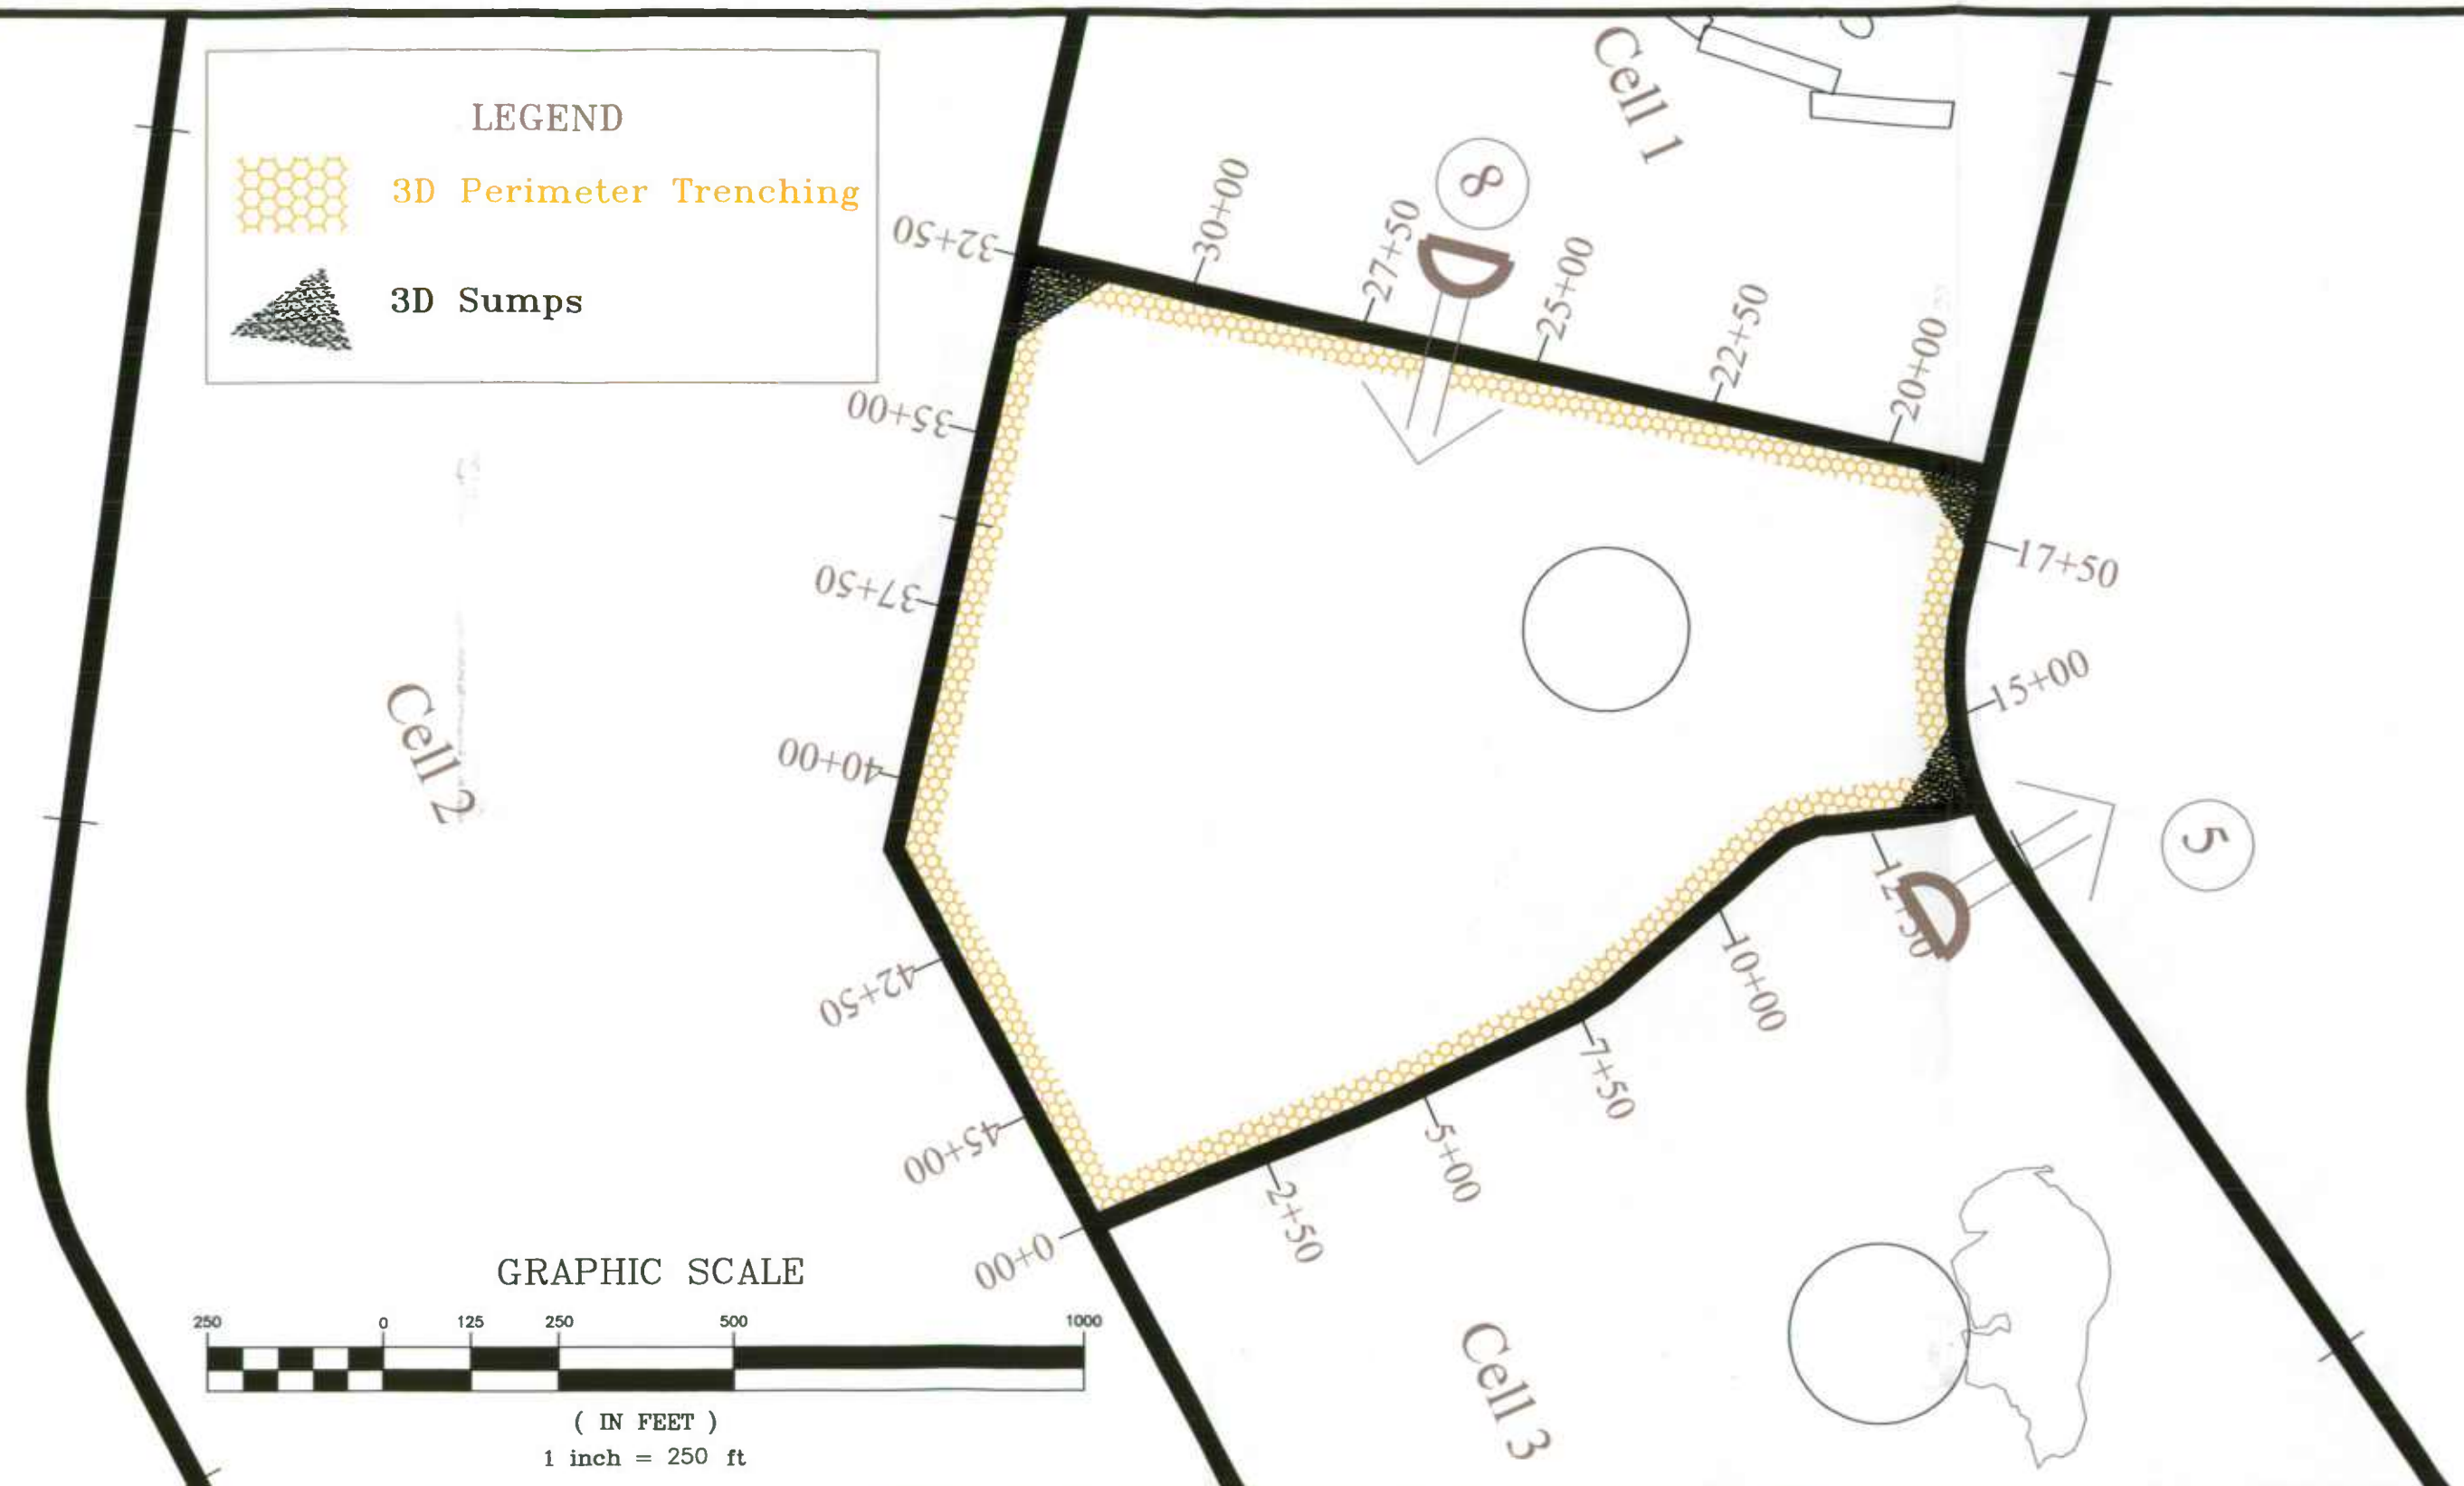 LEGEND
3D Perimeter Trenching
3D Sumps
Cell 1
8
32+50
30+00
27+50
25+00
22+50
20+00
35+00
17+50
37+50
15+00
Cell 2
40+00
5
12+50
42+50
10+00
7+50
45+00
5+00
2+50
0+00
Cell 3
GRAPHIC SCALE
250 0 125 250 500 1000
( IN FEET )
1 inch = 250 ft